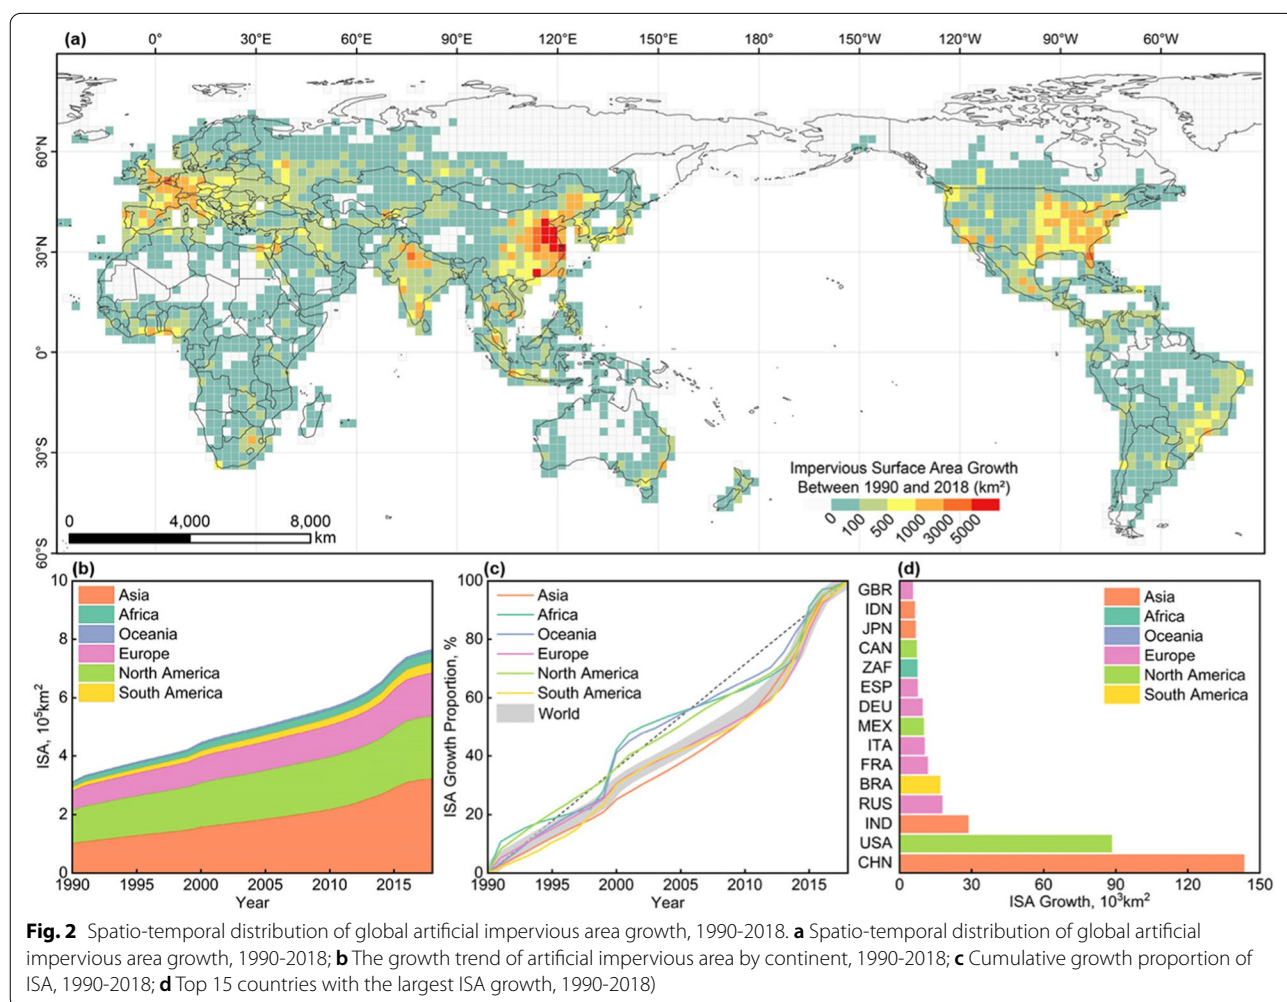 (a)
0° 30°E 60°E 90°E 120°E 150°E 180° 150°W 120°W 90°W 60°W
60°N
30°N
0°
30°S
60°S
Impervious Surface Area Growth
Between 1990 and 2018 (km²)
0 100 500 1000 3000 5000
0 4,000 8,000
km
(b)
ISA, 10⁵km²
10
8
6
4
2
0
Asia
Africa
Oceania
Europe
North America
South America
1990 1995 2000 2005 2010 2015
Year
(c)
ISA Growth Proportion, %
100
80
60
40
20
0
Asia
Africa
Oceania
Europe
North America
South America
World
1990 1995 2000 2005 2010 2015
Year
(d)
GBR
IDN
JPN
CAN
ZAF
ESP
DEU
MEX
ITA
FRA
BRA
RUS
IND
USA
CHN
Asia
Africa
Oceania
Europe
North America
South America
0 30 60 90 120 150
ISA Growth, 10³km²
Fig. 2 Spatio-temporal distribution of global artificial impervious area growth, 1990-2018. a Spatio-temporal distribution of global artificial
impervious area growth, 1990-2018; b The growth trend of artificial impervious area by continent, 1990-2018; c Cumulative growth proportion of
ISA, 1990-2018; d Top 15 countries with the largest ISA growth, 1990-2018)